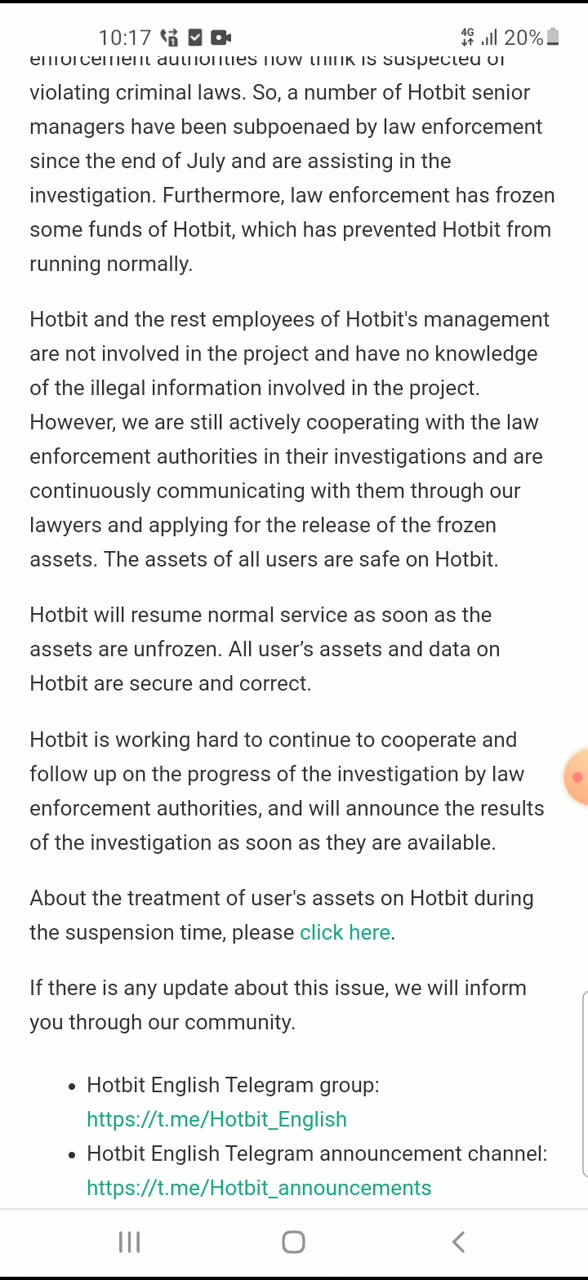 10:17
4G
20%
enforcement authorities now think is suspected of
violating criminal laws. So, a number of Hotbit senior
managers have been subpoenaed by law enforcement
since the end of July and are assisting in the
investigation. Furthermore, law enforcement has frozen
some funds of Hotbit, which has prevented Hotbit from
running normally.
Hotbit and the rest employees of Hotbit's management
are not involved in the project and have no knowledge
of the illegal information involved in the project.
However, we are still actively cooperating with the law
enforcement authorities in their investigations and are
continuously communicating with them through our
lawyers and applying for the release of the frozen
assets. The assets of all users are safe on Hotbit.
Hotbit will resume normal service as soon as the
assets are unfrozen. All user’s assets and data on
Hotbit are secure and correct.
Hotbit is working hard to continue to cooperate and
follow up on the progress of the investigation by law
enforcement authorities, and will announce the results
of the investigation as soon as they are available.
About the treatment of user's assets on Hotbit during
the suspension time, please click here.
If there is any update about this issue, we will inform
you through our community.
• Hotbit English Telegram group:
https://t.me/Hotbit_English
• Hotbit English Telegram announcement channel:
https://t.me/Hotbit_announcements